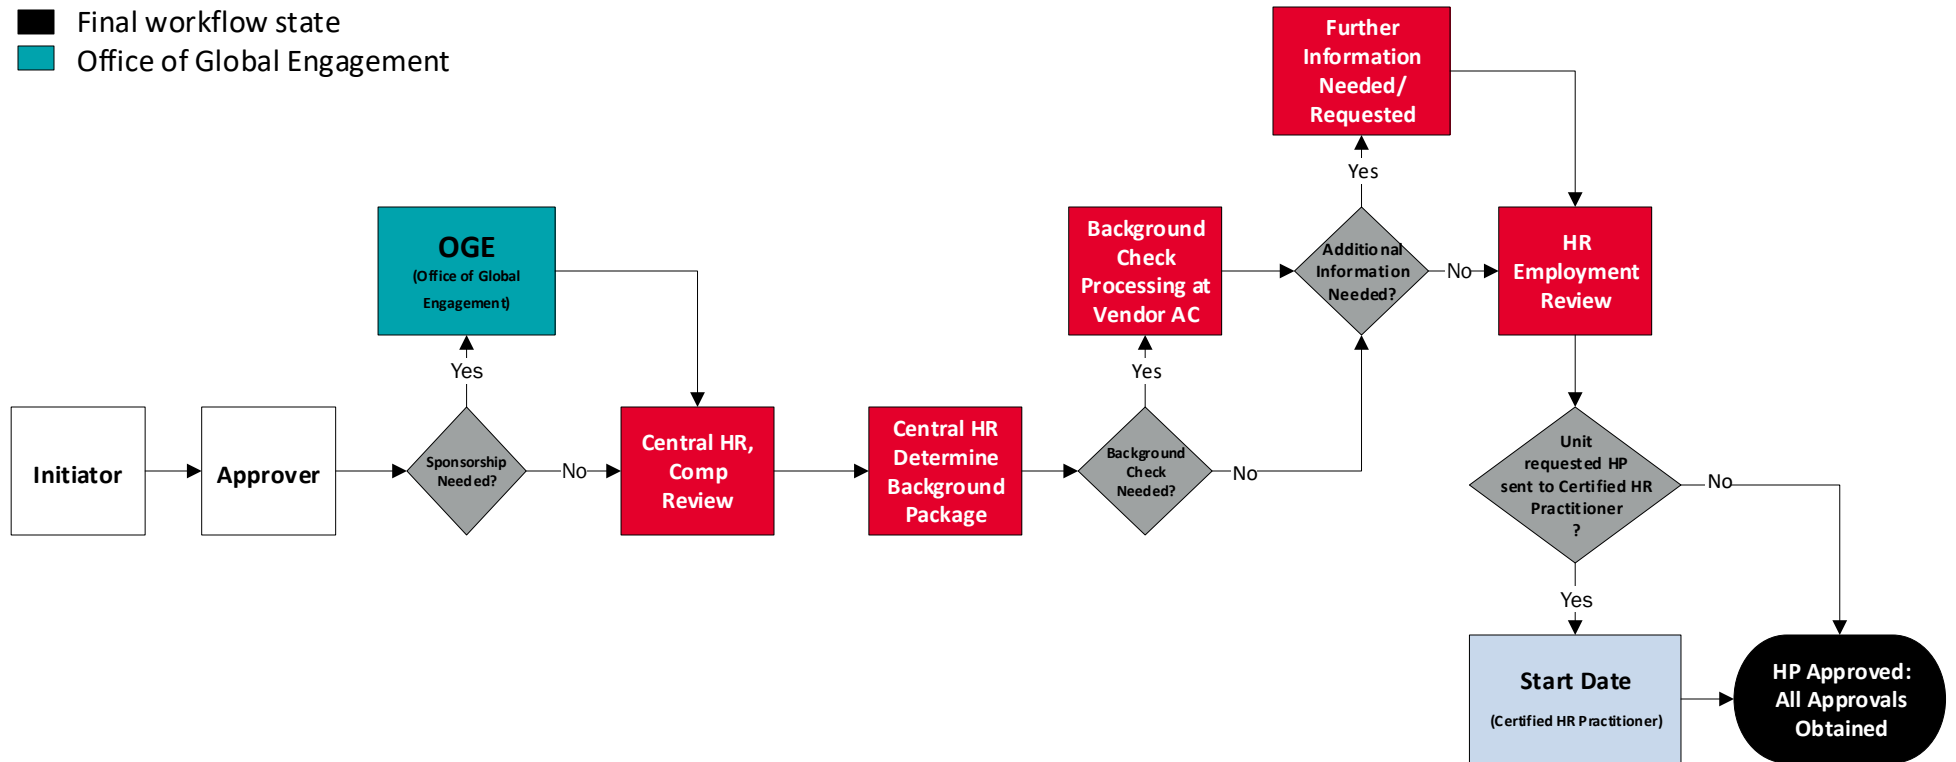 Final workflow state
Office of Global Engagement
Further
Information
Needed/
Requested
Yes
OGE
(Office of Global
Engagement)
Background
Check
Processing at
Vendor AC
Additional
Information
Needed?
No
HR
Employment
Review
Yes
Yes
Initiator
Approver
Sponsorship
Needed?
No
Central HR,
Comp
Review
Central HR
Determine
Background
Package
Background
Check
Needed?
No
Unit
requested HP
sent to Certified HR
Practitioner
?
No
Yes
Start Date
(Certified HR Practitioner)
HP Approved:
All Approvals
Obtained